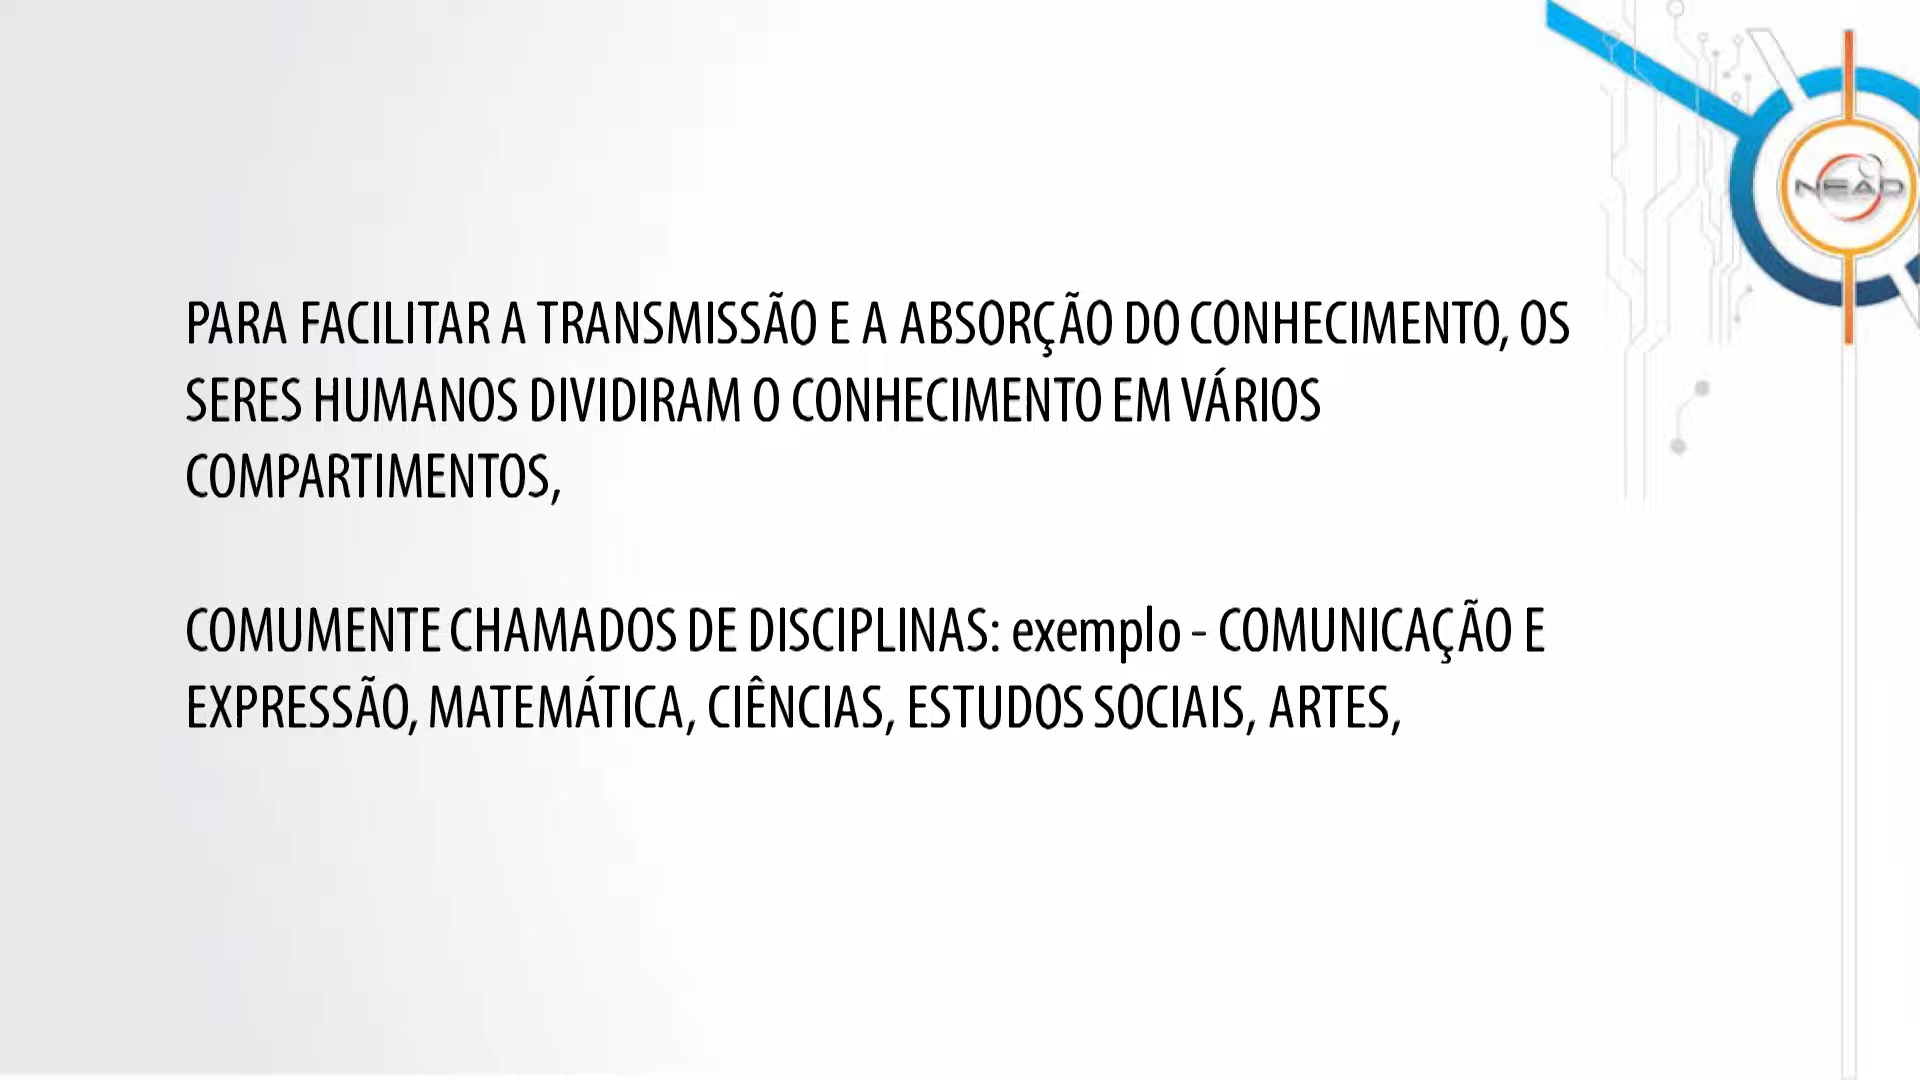 NEAD
PARA FACILITAR A TRANSMISSÃO E A ABSORÇÃO DO CONHECIMENTO, OS
SERES HUMANOS DIVIDIRAM O CONHECIMENTO EM VÁRIOS
COMPARTIMENTOS,
COMUMENTE CHAMADOS DE DISCIPLINAS: exemplo - COMUNICAÇÃO E
EXPRESSÃO, MATEMÁTICA, CIÊNCIAS, ESTUDOS SOCIAIS, ARTES,